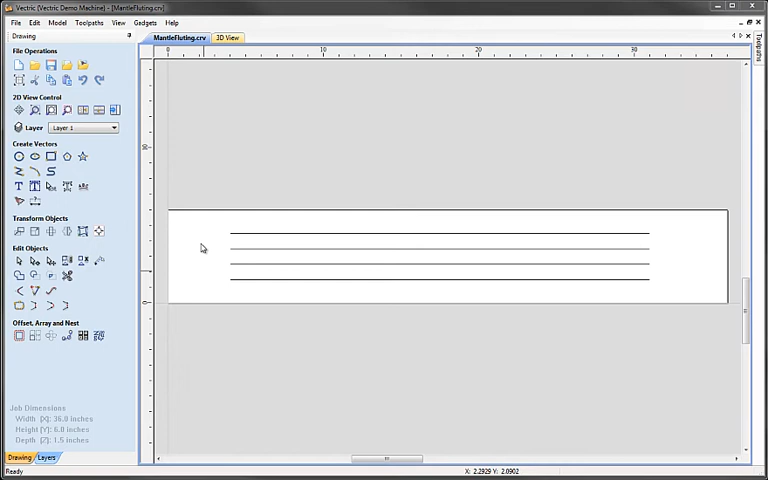 Vectric (Vectric Demo Machine) - [MantleFluting.crv]
File Edit Model Toolpaths View Gadgets Help
Drawing
MantleFluting.crv 3D View
Toolpaths
File Operations
0 10 20 30
2D View Control
Layer Layer 1
Create Vectors
10
Transform Objects
Edit Objects
0
Offset, Array and Nest
Job Dimensions
Width (X): 36.0 inches
Height (Y): 6.0 inches
Depth (Z): 1.5 inches
Drawing Layers
Ready X: 2.2929 Y: 2.0902